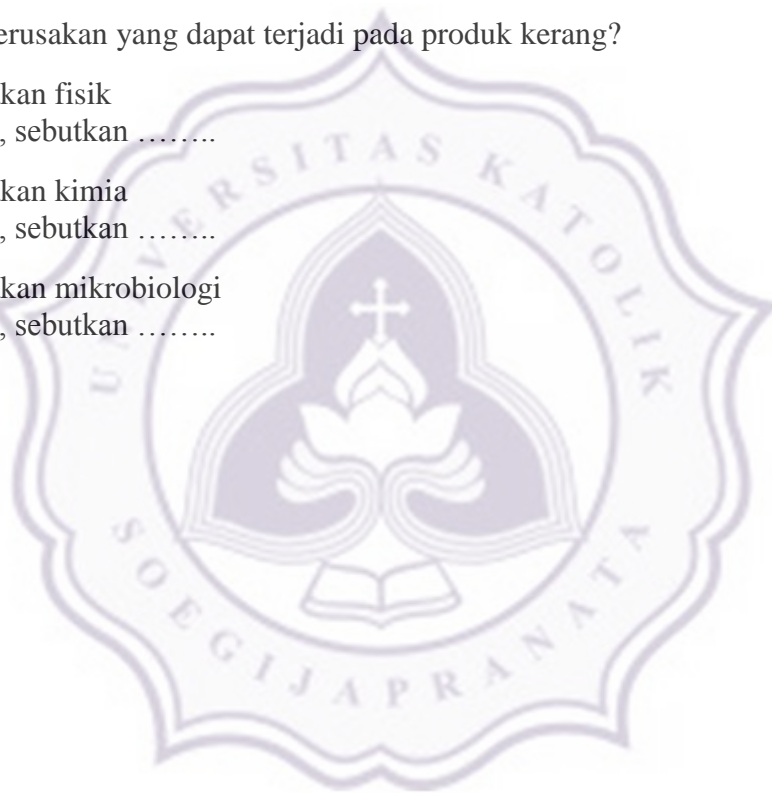 erusakan yang dapat terjadi pada produk kerang?
kan fisik
, sebutkan ……..
kan kimia
, sebutkan ……..
kan mikrobiologi
, sebutkan ……..
UNIVERSITAS KATOLIK
SOEGIJAPRANATA